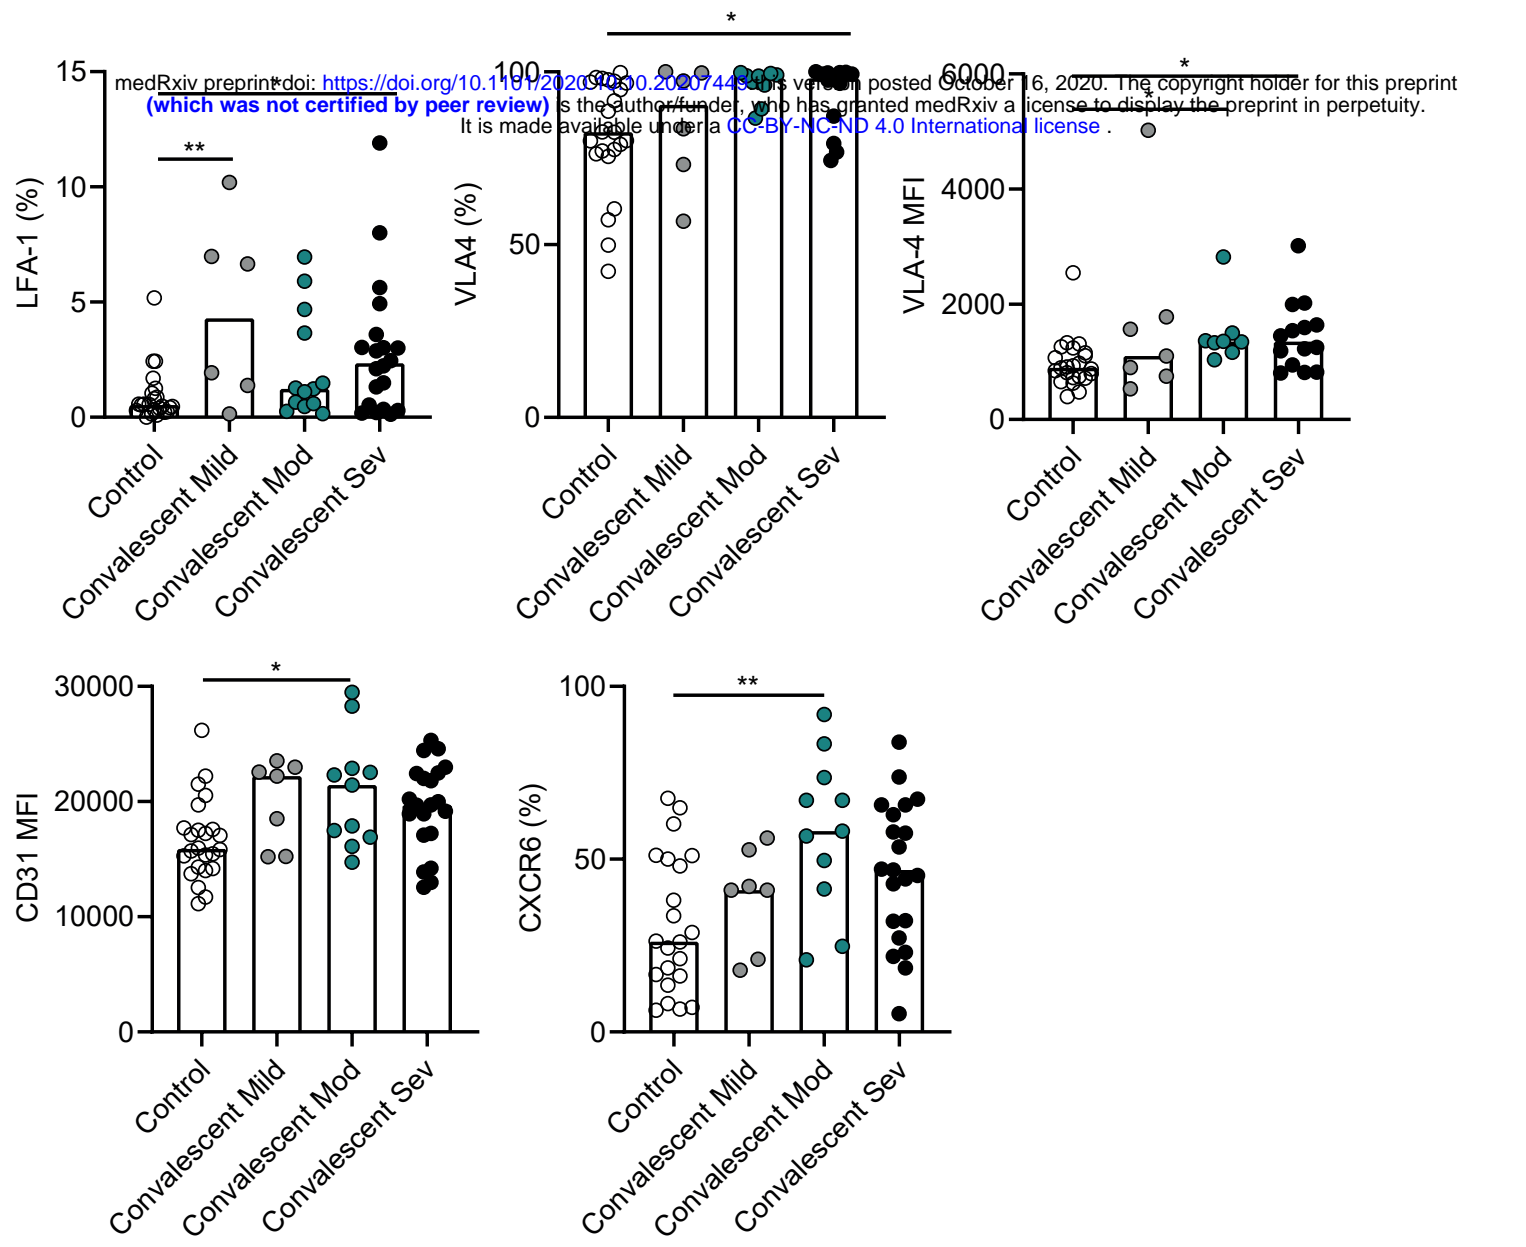 medRxiv preprint doi: https://doi.org/10.1101/2020.10.10.20207449; this version posted October 16, 2020. The copyright holder for this preprint
(which was not certified by peer review) is the author/funder, who has granted medRxiv a license to display the preprint in perpetuity.
It is made available under a CC-BY-NC-ND 4.0 International license .
LFA-1 (%)
15
10
5
0
*
**
Control
Convalescent Mild
Convalescent Mod
Convalescent Sev
VLA4 (%)
100
50
0
*
Control
Convalescent Mild
Convalescent Mod
Convalescent Sev
VLA-4 MFI
6000
4000
2000
0
*
*
Control
Convalescent Mild
Convalescent Mod
Convalescent Sev
CD31 MFI
30000
20000
10000
0
*
Control
Convalescent Mild
Convalescent Mod
Convalescent Sev
CXCR6 (%)
100
50
0
**
Control
Convalescent Mild
Convalescent Mod
Convalescent Sev